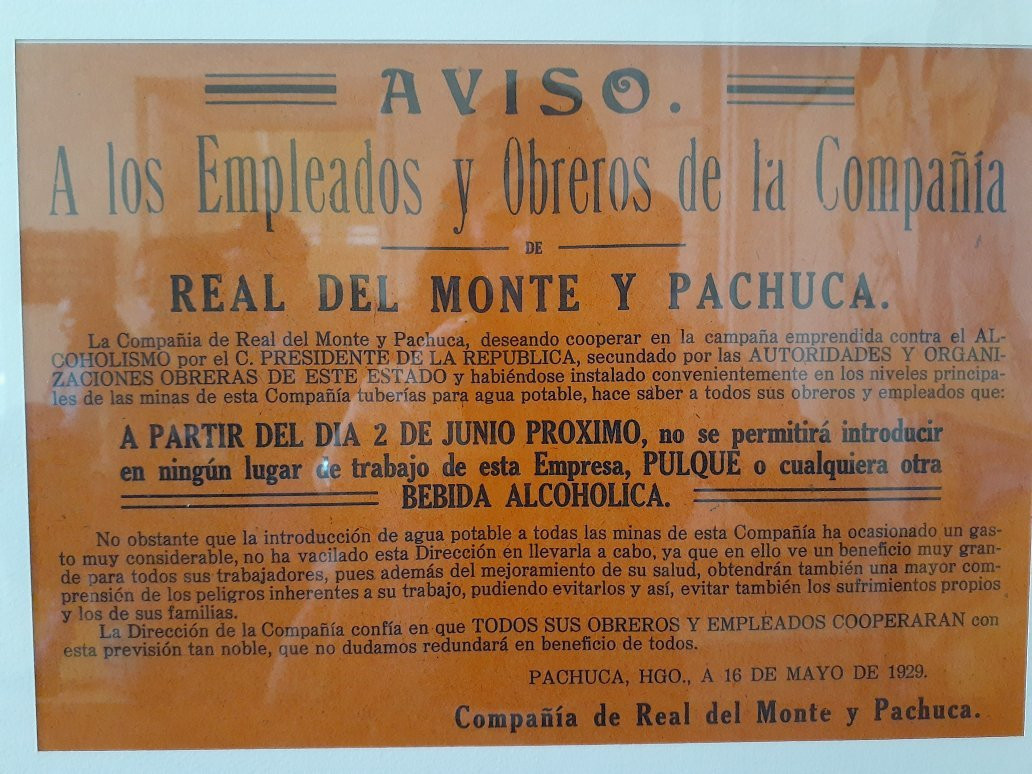 AVISO.
A los Empleados y Obreros de la Compañía
DE
REAL DEL MONTE Y PACHUCA.
La Compañia de Real del Monte y Pachuca, deseando cooperar en la campaña emprendida contra el AL-
COHOLISMO por el C. PRESIDENTE DE LA REPUBLICA, secundado por las AUTORIDADES Y ORGANI-
ZACIONES OBRERAS DE ESTE ESTADO y habiéndose instalado convenientemente en los niveles principa-
les de las minas de esta Compañía tuberías para agua potable, hace saber a todos sus obreros y empleados que:
A PARTIR DEL DIA 2 DE JUNIO PROXIMO, no se permitirá introducir
en ningún lugar de trabajo de esta Empresa, PULQUE o cualquiera otra
BEBIDA ALCOHOLICA.
No obstante que la introducción de agua potable a todas las minas de esta Compañía ha ocasionado un gas-
to muy considerable, no ha vacilado esta Dirección en llevarla a cabo, ya que en ello ve un beneficio muy gran-
de para todos sus trabajadores, pues además del mejoramiento de su salud, obtendrán también una mayor com-
prensión de los peligros inherentes a su trabajo, pudiendo evitarlos y así, evitar también los sufrimientos propios
y los de sus familias.
La Dirección de la Compañía confía en que TODOS SUS OBREROS Y EMPLEADOS COOPERARAN con
esta previsión tan noble, que no dudamos redundará en beneficio de todos.
PACHUCA, HGO., A 16 DE MAYO DE 1929.
Compañía de Real del Monte y Pachuca.